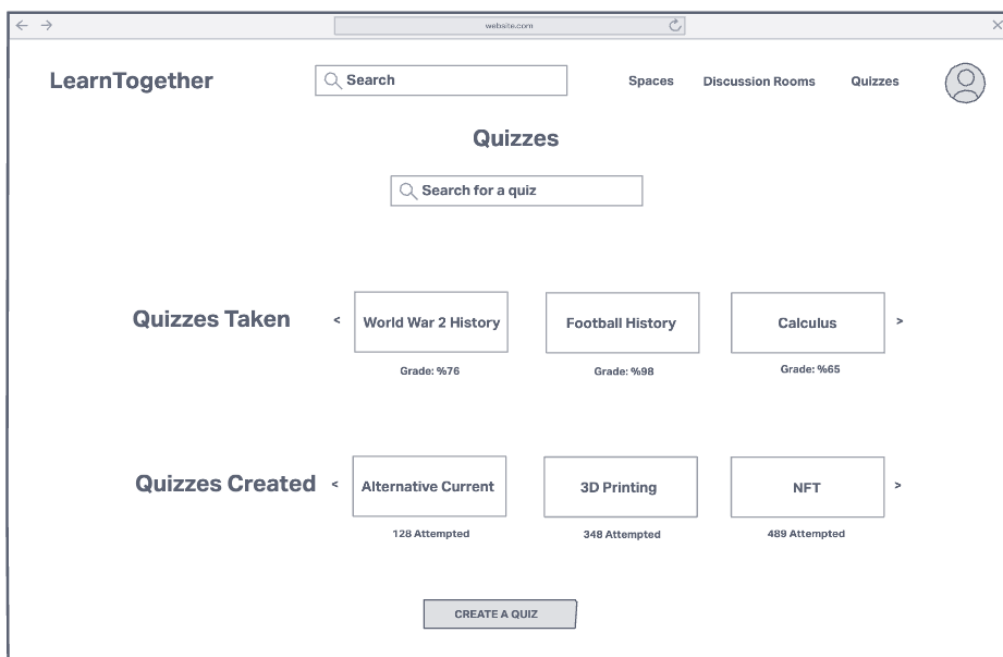 website.com
LearnTogether
Search
Spaces
Discussion Rooms
Quizzes
Quizzes
Search for a quiz
Quizzes Taken
<
World War 2 History
Football History
Calculus
>
Grade: %76
Grade: %98
Grade: %65
Quizzes Created
<
Alternative Current
3D Printing
NFT
>
128 Attempted
348 Attempted
489 Attempted
CREATE A QUIZ